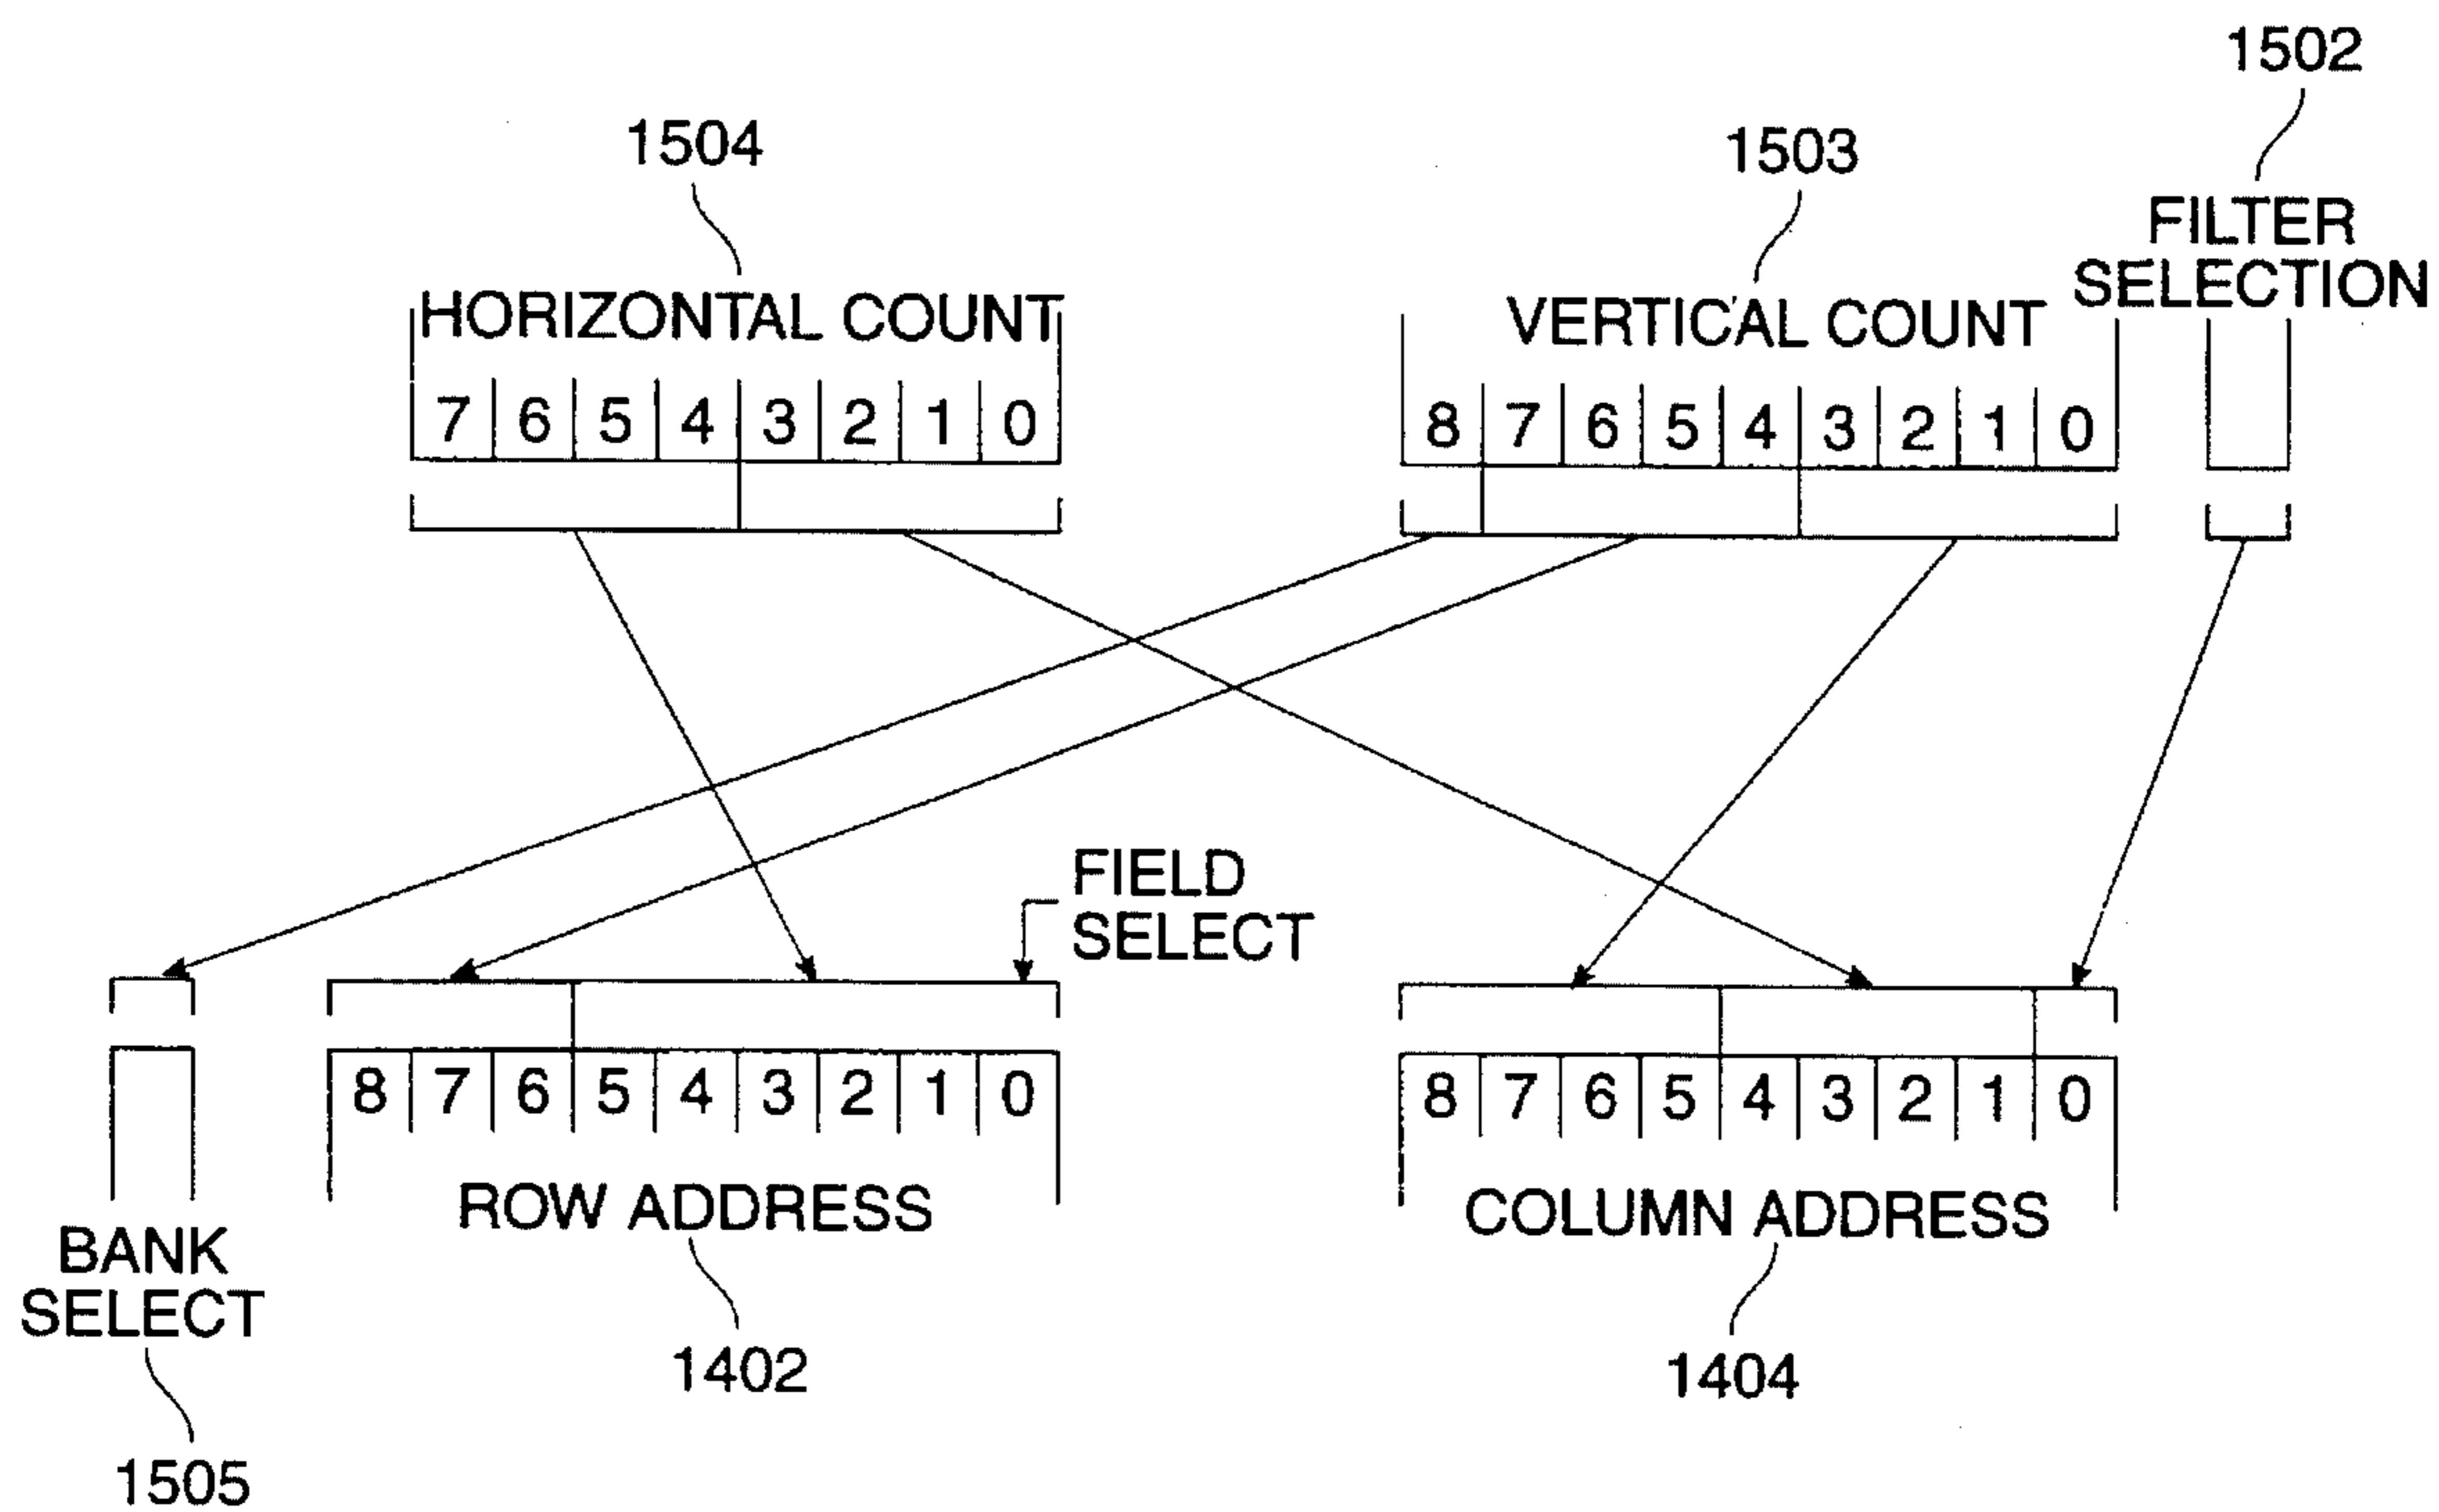 1502
1504
1503
FILTER
SELECTION
HORIZONTAL COUNT
VERTICAL COUNT
7 6 5 4 3 2 1 0
8 7 6 5 4 3 2 1 0
FIELD
SELECT
8 7 6 5 4 3 2 1 0
8 7 6 5 4 3 2 1 0
ROW ADDRESS
COLUMN ADDRESS
BANK
SELECT
1402
1404
1505